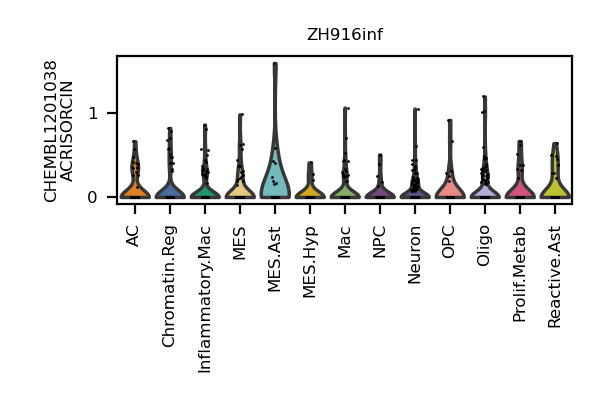 ZH916inf
CHEMBL1201038
ACRISORCIN
1
0
AC
Chromatin.Reg
Inflammatory.Mac
MES
MES.Ast
MES.Hyp
Mac
NPC
Neuron
OPC
Oligo
Prolif.Metab
Reactive.Ast